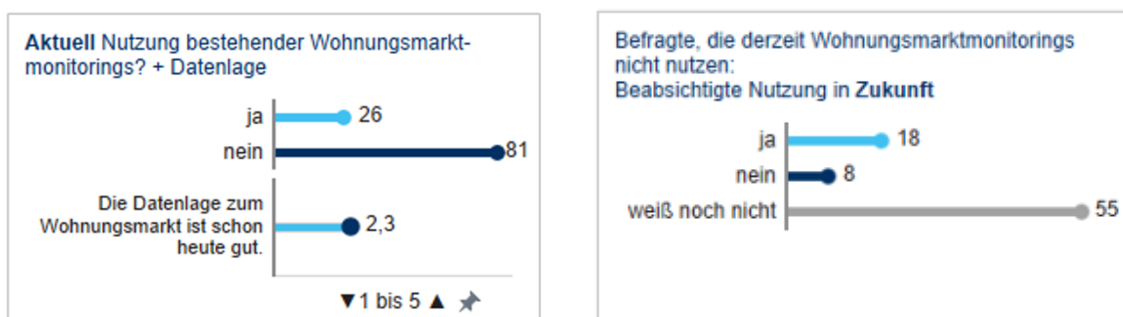 Aktuell Nutzung bestehender Wohnungsmarkt-
monitorings? + Datenlage
ja 26
nein 81
Die Datenlage zum
Wohnungsmarkt ist schon 2,3
heute gut.
▼1 bis 5 ▲
Befragte, die derzeit Wohnungsmarktmonitorings
nicht nutzen:
Beabsichtigte Nutzung in Zukunft
ja 18
nein 8
weiß noch nicht 55